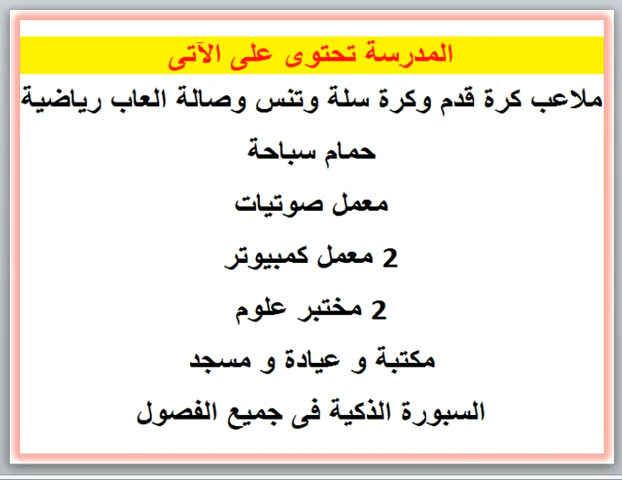 المدرسة تحتوى على الآتى
ملاعب كرة قدم وكرة سلة وتنس وصالة العاب رياضية
حمام سباحة
معمل صوتيات
2 معمل كمبيوتر
2 مختبر علوم
مكتبة و عيادة و مسجد
السبورة الذكية فى جميع الفصول